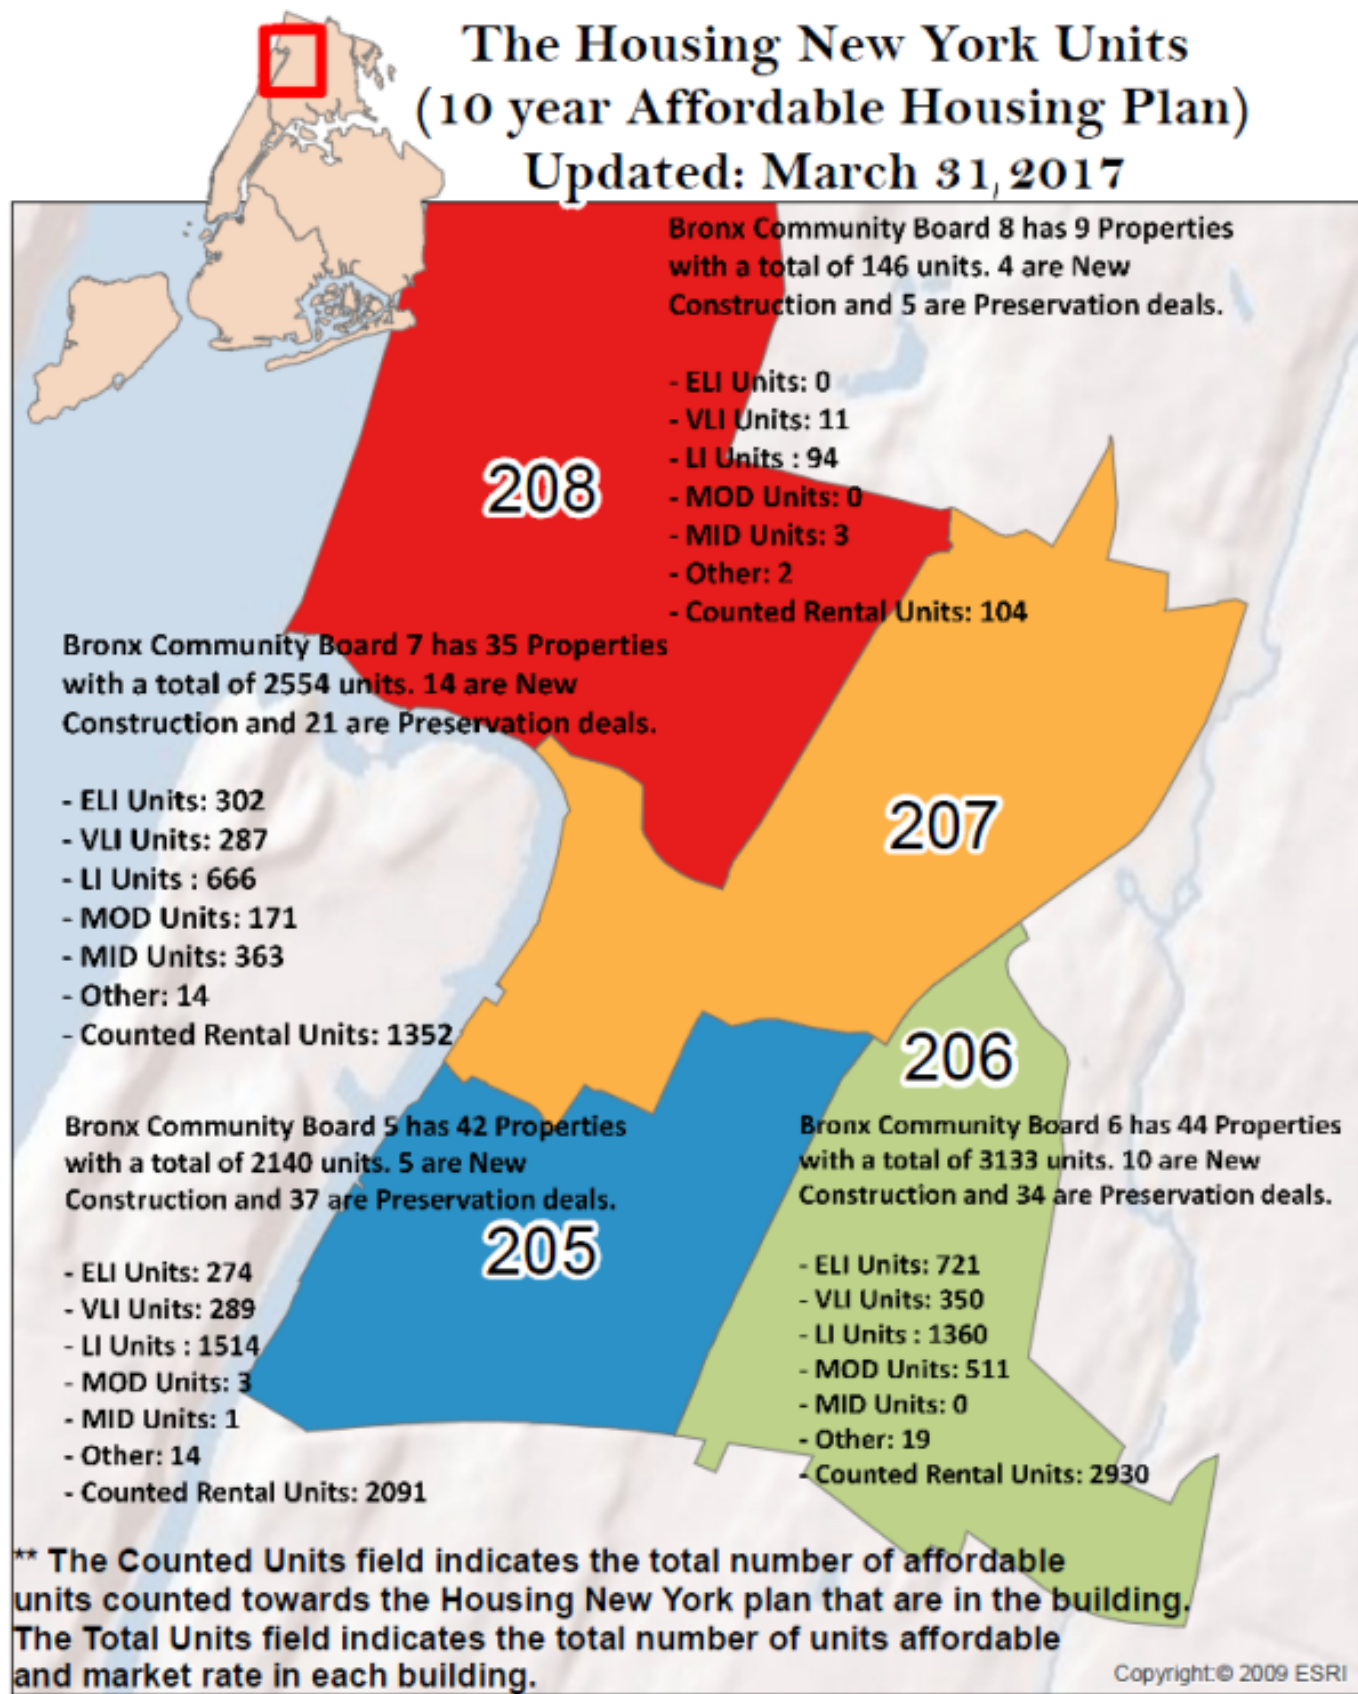 The Housing New York Units
(10 year Affordable Housing Plan)
Updated: March 31, 2017
Bronx Community Board 8 has 9 Properties
with a total of 146 units. 4 are New
Construction and 5 are Preservation deals.
- ELI Units: 0
- VLI Units: 11
- LI Units : 94
- MOD Units: 0
- MID Units: 3
- Other: 2
- Counted Rental Units: 104
208
Bronx Community Board 7 has 35 Properties
with a total of 2554 units. 14 are New
Construction and 21 are Preservation deals.
- ELI Units: 302
- VLI Units: 287
- LI Units : 666
- MOD Units: 171
- MID Units: 363
- Other: 14
- Counted Rental Units: 1352
207
206
Bronx Community Board 5 has 42 Properties
with a total of 2140 units. 5 are New
Construction and 37 are Preservation deals.
- ELI Units: 274
- VLI Units: 289
- LI Units : 1514
- MOD Units: 3
- MID Units: 1
- Other: 14
- Counted Rental Units: 2091
205
Bronx Community Board 6 has 44 Properties
with a total of 3133 units. 10 are New
Construction and 34 are Preservation deals.
- ELI Units: 721
- VLI Units: 350
- LI Units : 1360
- MOD Units: 511
- MID Units: 0
- Other: 19
- Counted Rental Units: 2930
** The Counted Units field indicates the total number of affordable
units counted towards the Housing New York plan that are in the building.
The Total Units field indicates the total number of units affordable
and market rate in each building.
Copyright:© 2009 ESRI